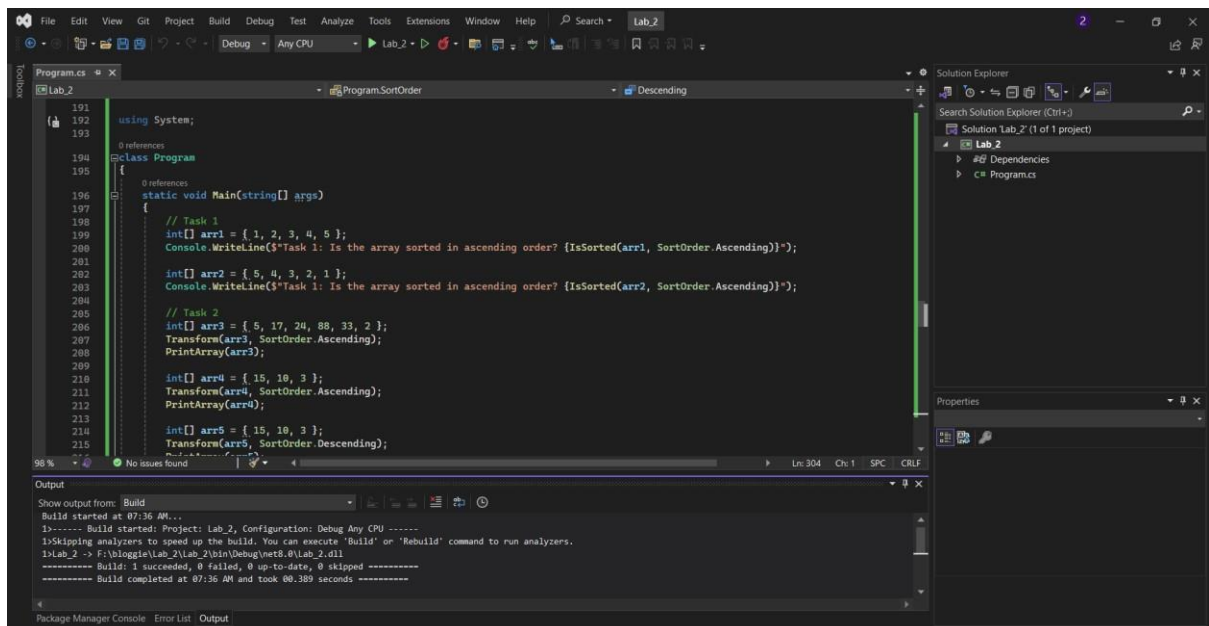 File Edit View Git Project Build Debug Test Analyze Tools Extensions Window Help Search Lab_2 2
Debug Any CPU Lab_2
Toolbox
Program.cs
Lab_2 Program.SortOrder Descending
191
192 using System;
193
0 references
194 class Program
195 {
0 references
196 static void Main(string[] args)
197 {
198 // Task 1
199 int[] arr1 = { 1, 2, 3, 4, 5 };
200 Console.WriteLine($"Task 1: Is the array sorted in ascending order? {IsSorted(arr1, SortOrder.Ascending)}");
201
202 int[] arr2 = { 5, 4, 3, 2, 1 };
203 Console.WriteLine($"Task 1: Is the array sorted in ascending order? {IsSorted(arr2, SortOrder.Ascending)}");
204
205 // Task 2
206 int[] arr3 = { 5, 17, 24, 88, 33, 2 };
207 Transform(arr3, SortOrder.Ascending);
208 PrintArray(arr3);
209
210 int[] arr4 = { 15, 10, 3 };
211 Transform(arr4, SortOrder.Ascending);
212 PrintArray(arr4);
213
214 int[] arr5 = { 15, 10, 3 };
215 Transform(arr5, SortOrder.Descending);
98 % No issues found Ln: 304 Ch: 1 SPC CRLF
Output
Show output from: Build
Build started at 07:36 AM...
1>------ Build started: Project: Lab_2, Configuration: Debug Any CPU ------
1>Skipping analyzers to speed up the build. You can execute 'Build' or 'Rebuild' command to run analyzers.
1>Lab_2 -> F:\bloggie\Lab_2\Lab_2\bin\Debug\net8.0\Lab_2.dll
========== Build: 1 succeeded, 0 failed, 0 up-to-date, 0 skipped ==========
========== Build completed at 07:36 AM and took 00.389 seconds ==========
Package Manager Console Error List Output
Solution Explorer
Search Solution Explorer (Ctrl+;)
Solution 'Lab_2' (1 of 1 project)
Lab_2
Dependencies
C# Program.cs
Properties